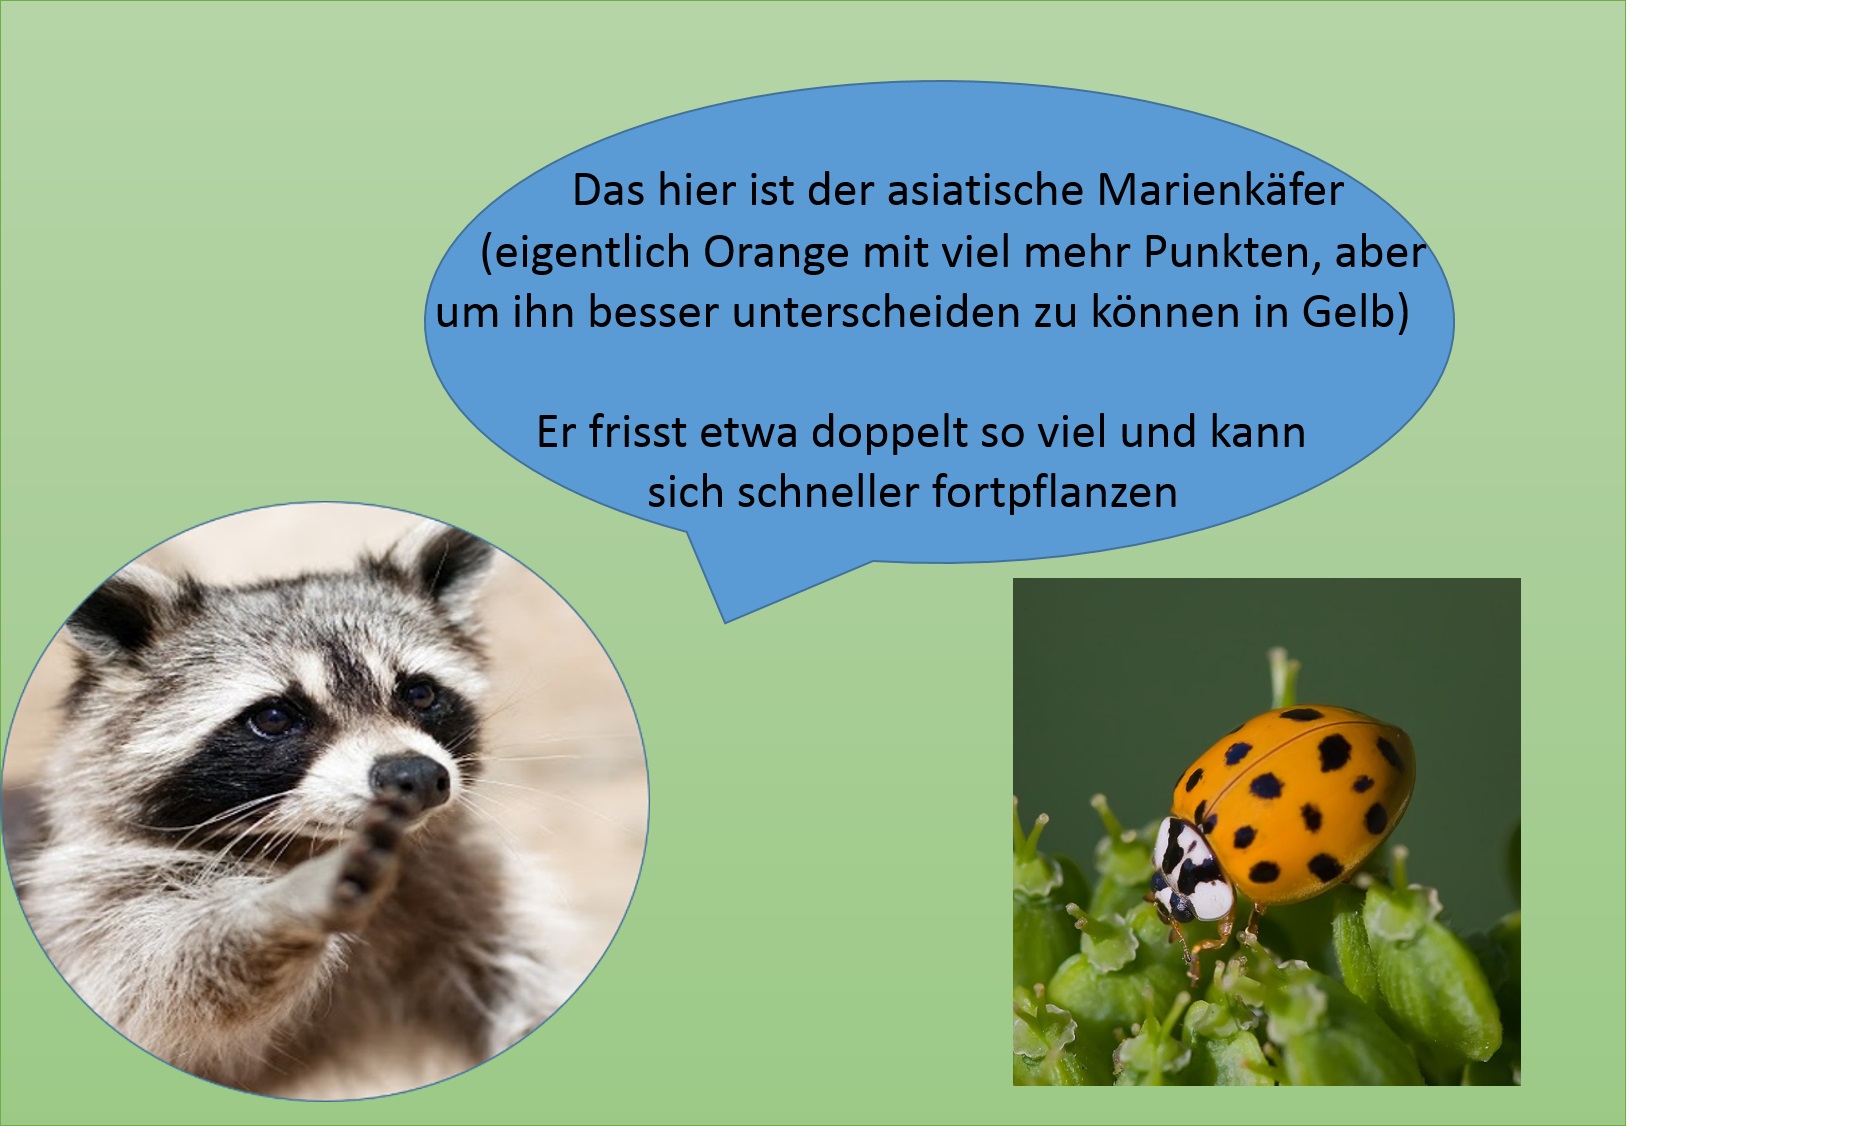 Das hier ist der asiatische Marienkäfer
(eigentlich Orange mit viel mehr Punkten, aber
um ihn besser unterscheiden zu können in Gelb)
Er frisst etwa doppelt so viel und kann
sich schneller fortpflanzen